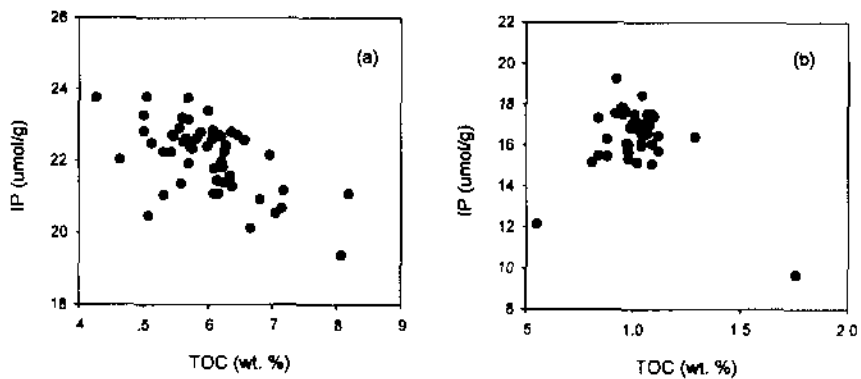 26
24
22
20
18
IP (umol/g)
(a)
4 .5 .6 .7 .8 .9
TOC (wt. %)
22
20
18
16
14
12
10
8
IP (umol/g)
(b)
5 1.0 1 5 2.0
TOC (wt. %)